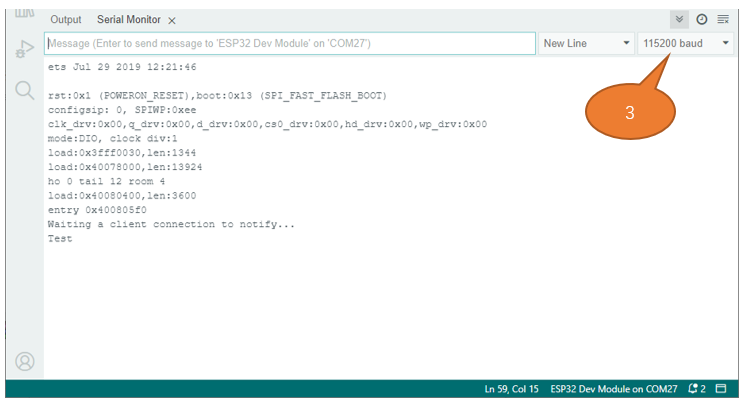 Output Serial Monitor
Message (Enter to send message to 'ESP32 Dev Module' on 'COM27') New Line 115200 baud
ets Jul 29 2019 12:21:46
rst:0x1 (POWERON_RESET),boot:0x13 (SPI_FAST_FLASH_BOOT)
configsip: 0, SPIWP:0xee
clk_drv:0x00,q_drv:0x00,d_drv:0x00,cs0_drv:0x00,hd_drv:0x00,wp_drv:0x00
mode:DIO, clock div:1
load:0x3fff0030,len:1344
load:0x40078000,len:13924
ho 0 tail 12 room 4
load:0x40080400,len:3600
entry 0x400805f0
Waiting a client connection to notify...
Test
3
Ln 59, Col 15 ESP32 Dev Module on COM27 2